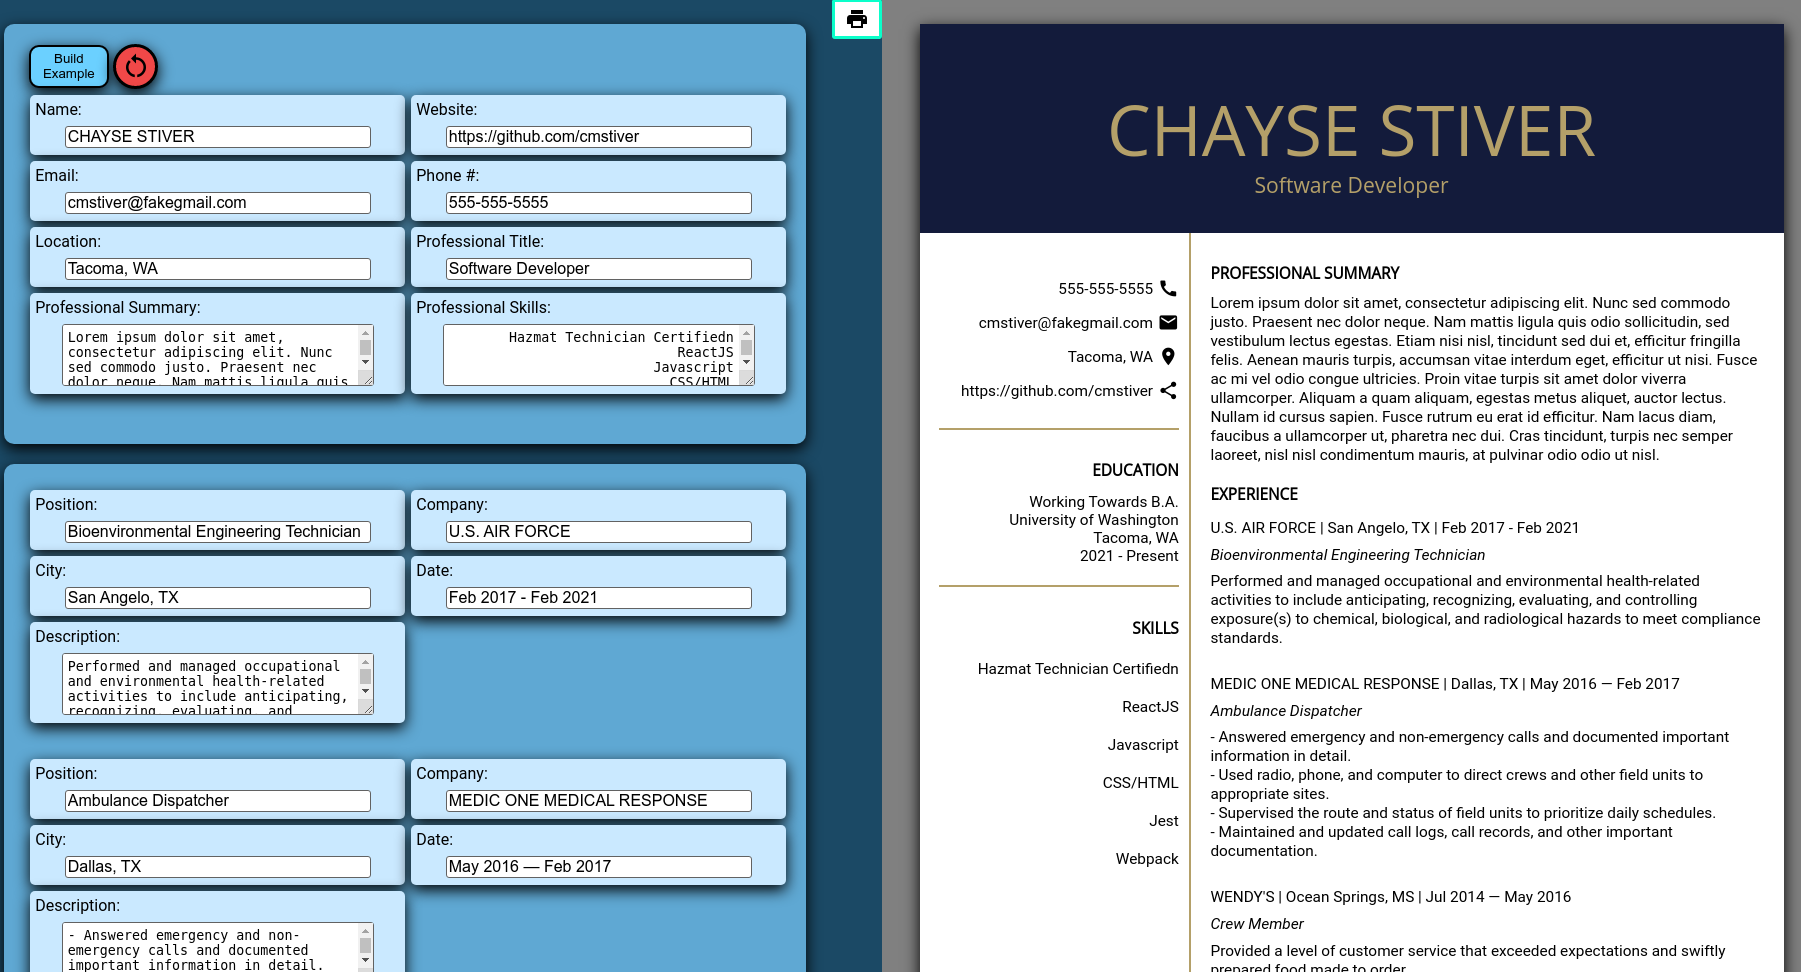 Build
Example
Name:
CHAYSE STIVER
Website:
https://github.com/cmstiver
Email:
cmstiver@fakegmail.com
Phone #:
555-555-5555
Location:
Tacoma, WA
Professional Title:
Software Developer
Professional Summary:
Lorem ipsum dolor sit amet,
consectetur adipiscing elit. Nunc
sed commodo justo. Praesent nec
dolor neque. Nam mattis ligula quis
Professional Skills:
Hazmat Technician Certifiedn
ReactJS
Javascript
CSS/HTML
Position:
Bioenvironmental Engineering Technician
Company:
U.S. AIR FORCE
City:
San Angelo, TX
Date:
Feb 2017 - Feb 2021
Description:
Performed and managed occupational
and environmental health-related
activities to include anticipating,
recognizing, evaluating, and
Position:
Ambulance Dispatcher
Company:
MEDIC ONE MEDICAL RESPONSE
City:
Dallas, TX
Date:
May 2016 — Feb 2017
Description:
- Answered emergency and non-
emergency calls and documented
important information in detail.
CHAYSE STIVER
Software Developer
555-555-5555
cmstiver@fakegmail.com
Tacoma, WA
https://github.com/cmstiver
EDUCATION
Working Towards B.A.
University of Washington
Tacoma, WA
2021 - Present
SKILLS
Hazmat Technician Certifiedn
ReactJS
Javascript
CSS/HTML
Jest
Webpack
PROFESSIONAL SUMMARY
Lorem ipsum dolor sit amet, consectetur adipiscing elit. Nunc sed commodo
justo. Praesent nec dolor neque. Nam mattis ligula quis odio sollicitudin, sed
vestibulum lectus egestas. Etiam nisi nisl, tincidunt sed dui et, efficitur fringilla
felis. Aenean mauris turpis, accumsan vitae interdum eget, efficitur ut nisi. Fusce
ac mi vel odio congue ultricies. Proin vitae turpis sit amet dolor viverra
ullamcorper. Aliquam a quam aliquam, egestas metus aliquet, auctor lectus.
Nullam id cursus sapien. Fusce rutrum eu erat id efficitur. Nam lacus diam,
faucibus a ullamcorper ut, pharetra nec dui. Cras tincidunt, turpis nec semper
laoreet, nisl nisl condimentum mauris, at pulvinar odio odio ut nisl.
EXPERIENCE
U.S. AIR FORCE | San Angelo, TX | Feb 2017 - Feb 2021
Bioenvironmental Engineering Technician
Performed and managed occupational and environmental health-related
activities to include anticipating, recognizing, evaluating, and controlling
exposure(s) to chemical, biological, and radiological hazards to meet compliance
standards.
MEDIC ONE MEDICAL RESPONSE | Dallas, TX | May 2016 — Feb 2017
Ambulance Dispatcher
- Answered emergency and non-emergency calls and documented important
information in detail.
- Used radio, phone, and computer to direct crews and other field units to
appropriate sites.
- Supervised the route and status of field units to prioritize daily schedules.
- Maintained and updated call logs, call records, and other important
documentation.
WENDY'S | Ocean Springs, MS | Jul 2014 — May 2016
Crew Member
Provided a level of customer service that exceeded expectations and swiftly
prepared food made to order.